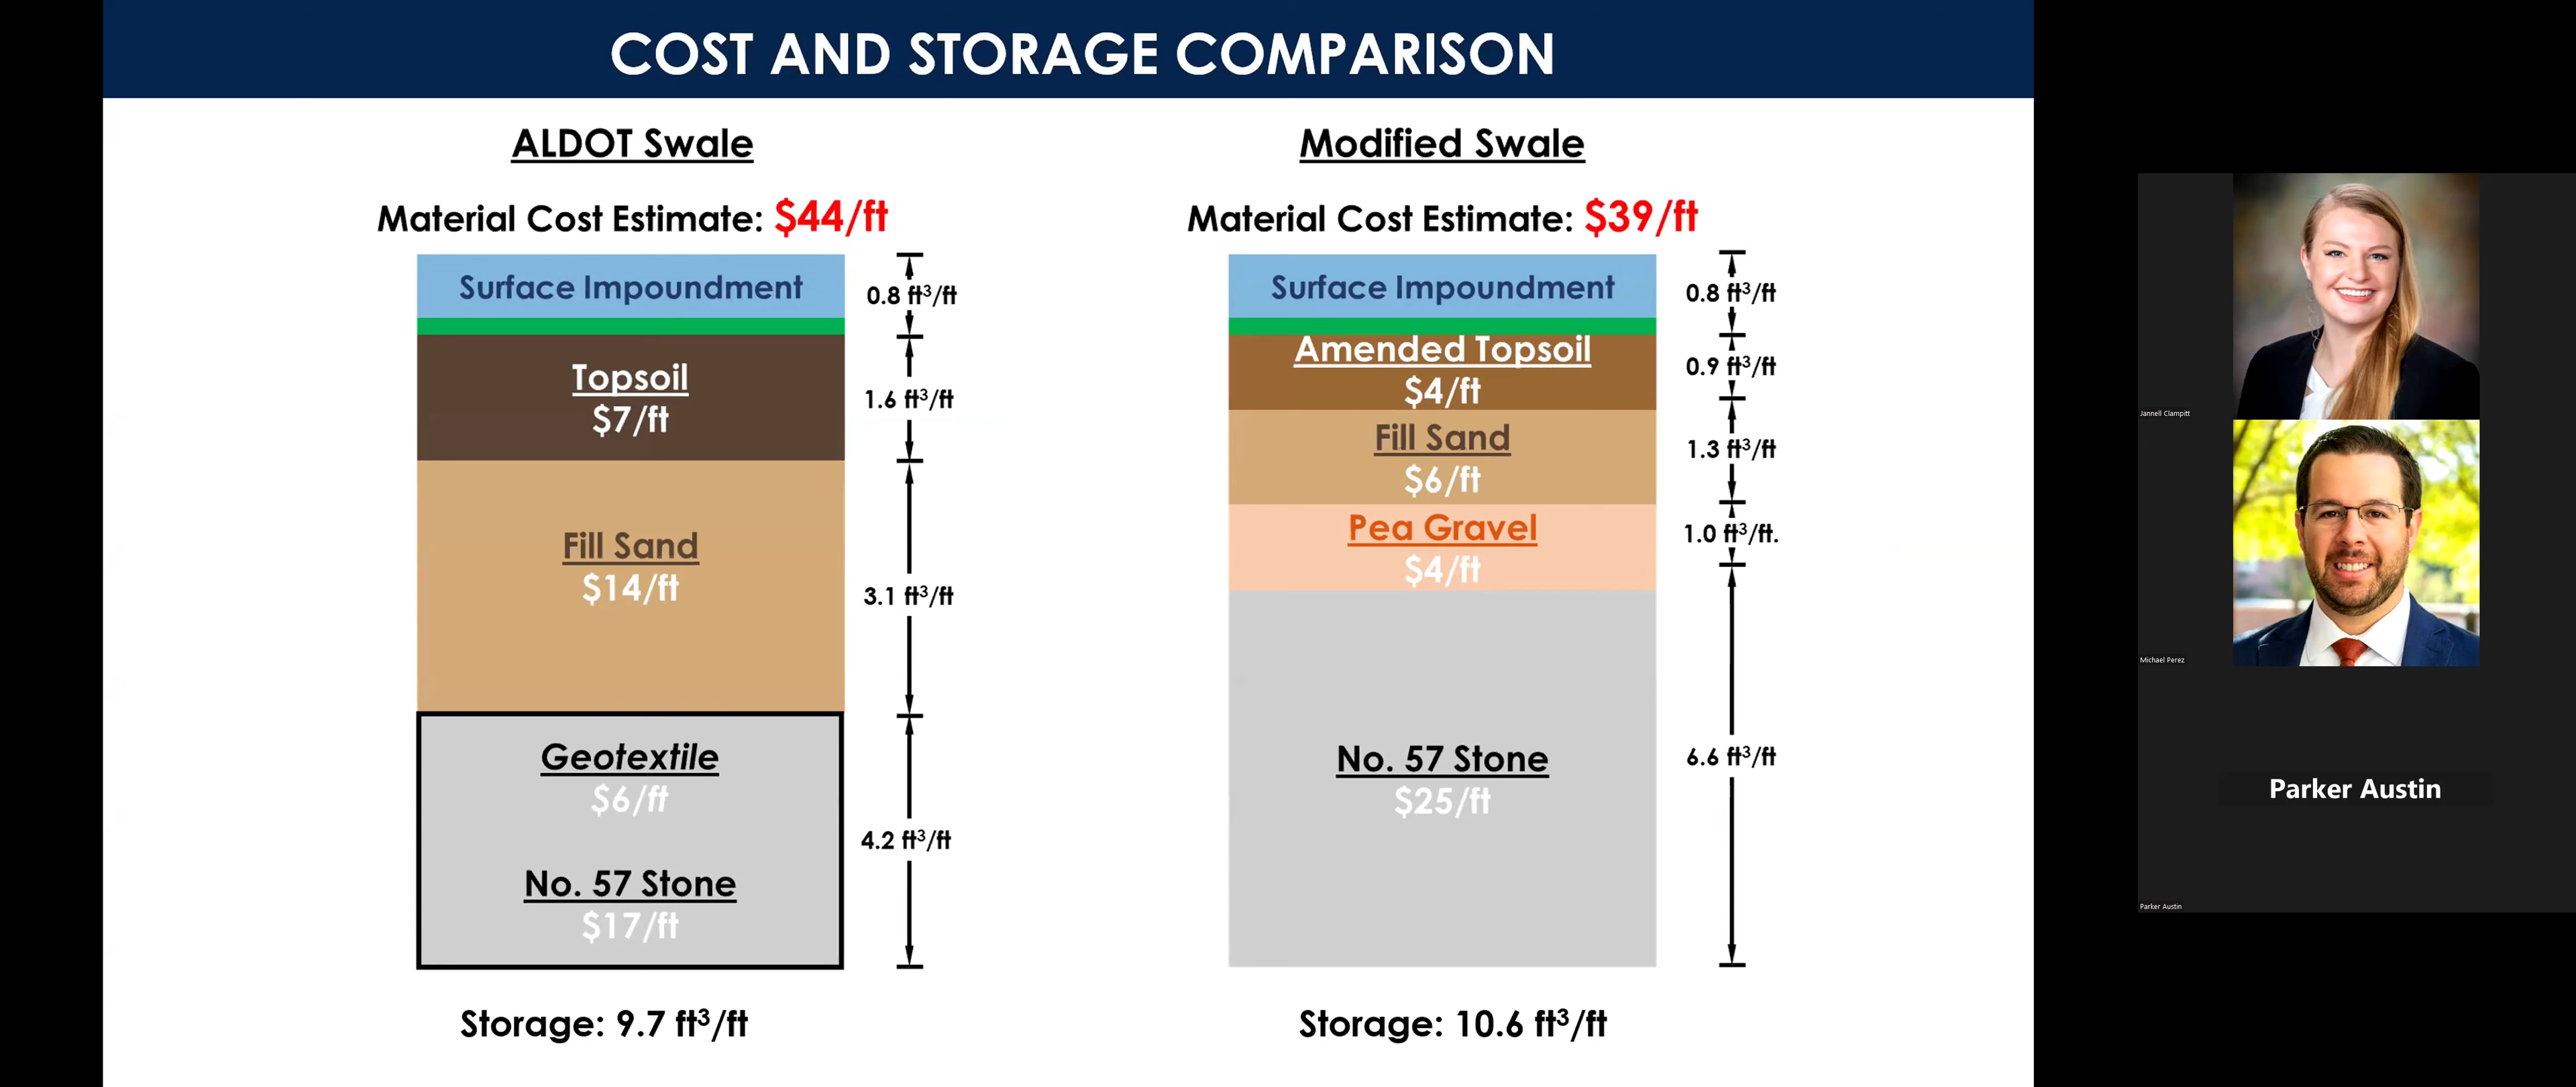 COST AND STORAGE COMPARISON
ALDOT Swale
Material Cost Estimate: $44/ft
Surface Impoundment
0.8 ft³/ft
Topsoil
$7/ft
1.6 ft³/ft
Fill Sand
$14/ft
3.1 ft³/ft
Geotextile
$6/ft
No. 57 Stone
$17/ft
4.2 ft³/ft
Storage: 9.7 ft³/ft
Modified Swale
Material Cost Estimate: $39/ft
Surface Impoundment
0.8 ft³/ft
Amended Topsoil
$4/ft
0.9 ft³/ft
Fill Sand
$6/ft
1.3 ft³/ft
Pea Gravel
$4/ft
1.0 ft³/ft.
No. 57 Stone
$25/ft
6.6 ft³/ft
Storage: 10.6 ft³/ft
Jannell Clampitt
Michael Perez
Parker Austin
Parker Austin